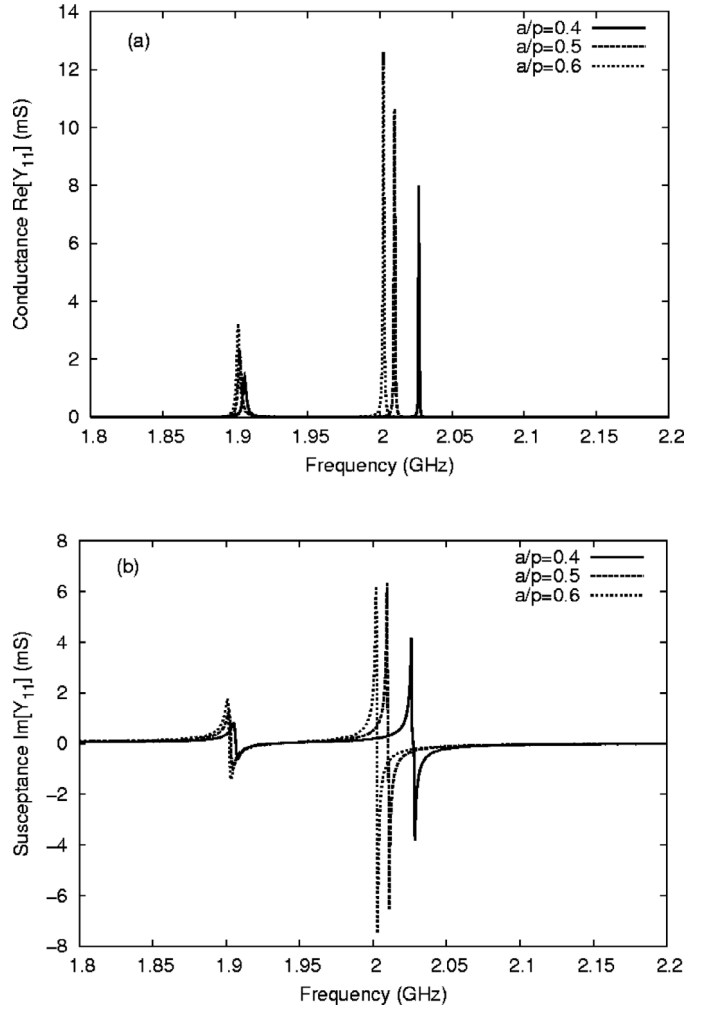 (a)
a/p=0.4
a/p=0.5
a/p=0.6
14
12
10
8
6
4
2
0
Conductance Re[Y11] (mS)
1.8 1.85 1.9 1.95 2 2.05 2.1 2.15 2.2
Frequency (GHz)
(b)
a/p=0.4
a/p=0.5
a/p=0.6
8
6
4
2
0
−2
−4
−6
−8
Susceptance Im[Y11] (mS)
1.8 1.85 1.9 1.95 2 2.05 2.1 2.15 2.2
Frequency (GHz)